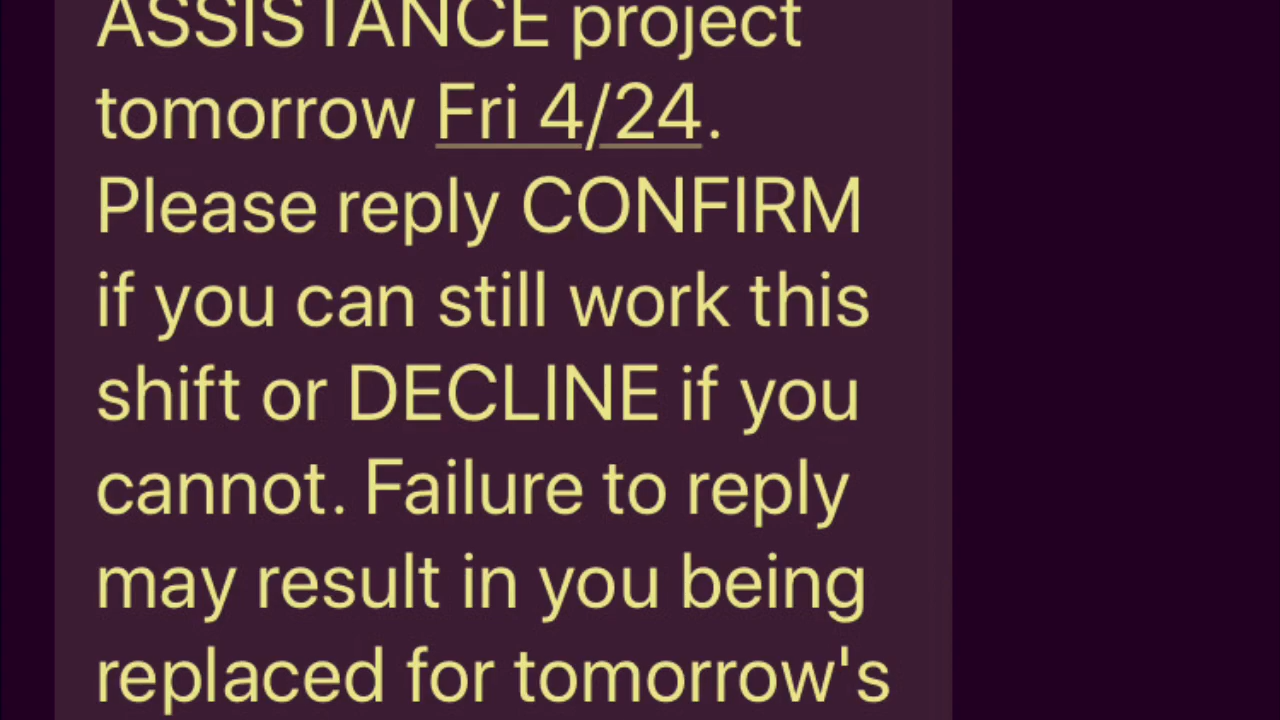 ASSISTANCE project
tomorrow Fri 4/24.
Please reply CONFIRM
if you can still work this
shift or DECLINE if you
cannot. Failure to reply
may result in you being
replaced for tomorrow's